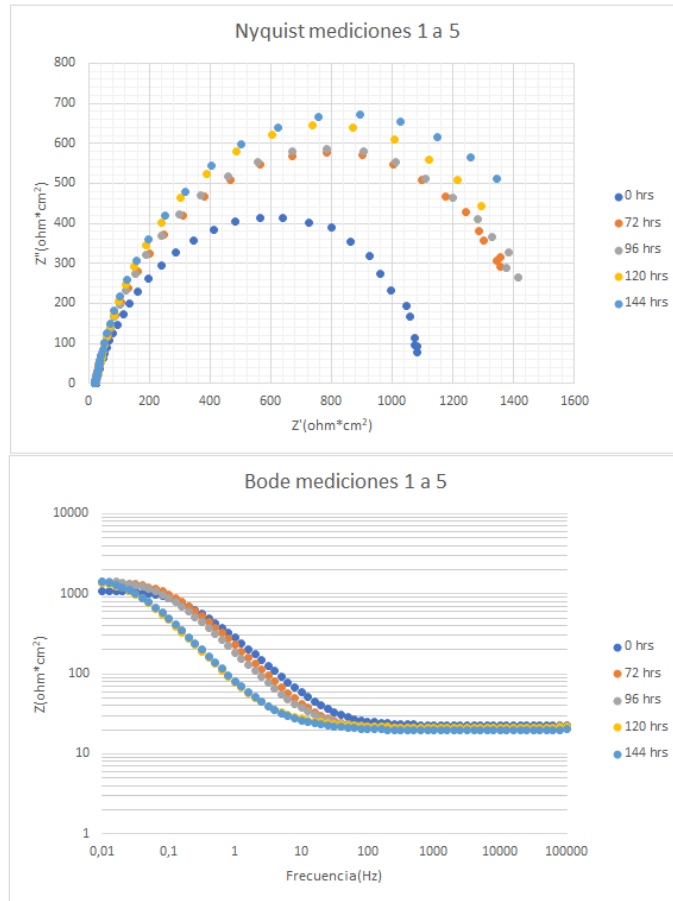 Nyquist mediciones 1 a 5
800
700
600
500
400
300
200
100
0
Z"(ohm*cm²)
0 200 400 600 800 1000 1200 1400 1600
Z'(ohm*cm²)
0 hrs
72 hrs
96 hrs
120 hrs
144 hrs
Bode mediciones 1 a 5
10000
1000
100
10
1
Z(ohm*cm²)
0,01 0,1 1 10 100 1000 10000 100000
Frecuencia(Hz)
0 hrs
72 hrs
96 hrs
120 hrs
144 hrs